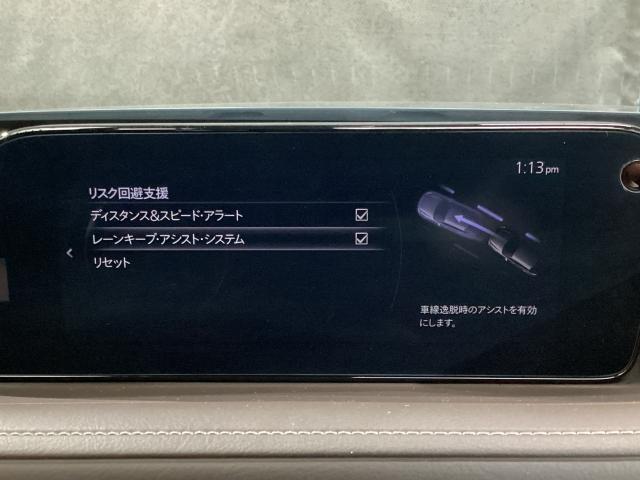 1:13pm
リスク回避支援
ディスタンス&スピード・アラート
レーンキープ・アシスト・システム
リセット
車線逸脱時のアシストを有効
にします。